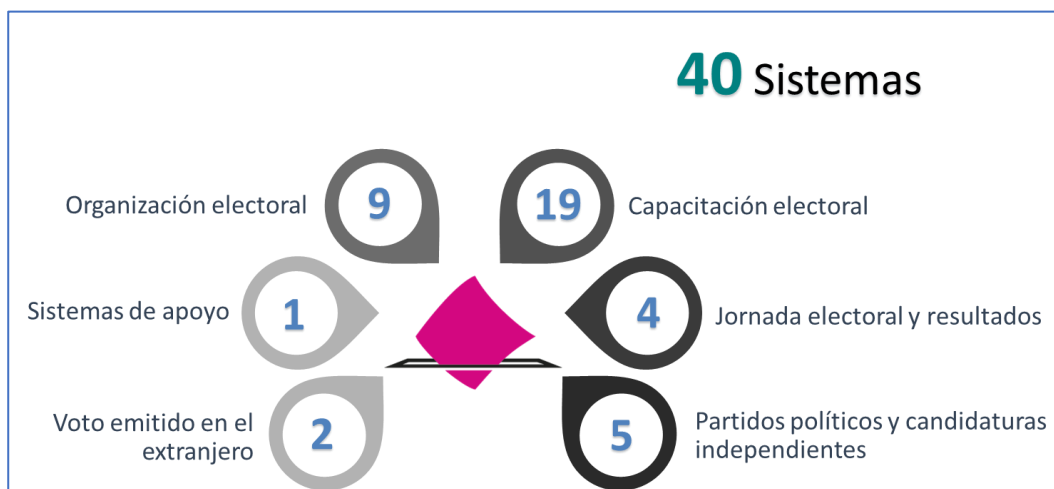 40 Sistemas
Organización electoral
9
19
Capacitación electoral
Sistemas de apoyo
1
4
Jornada electoral y resultados
Voto emitido en el
extranjero
2
5
Partidos políticos y candidaturas
independientes